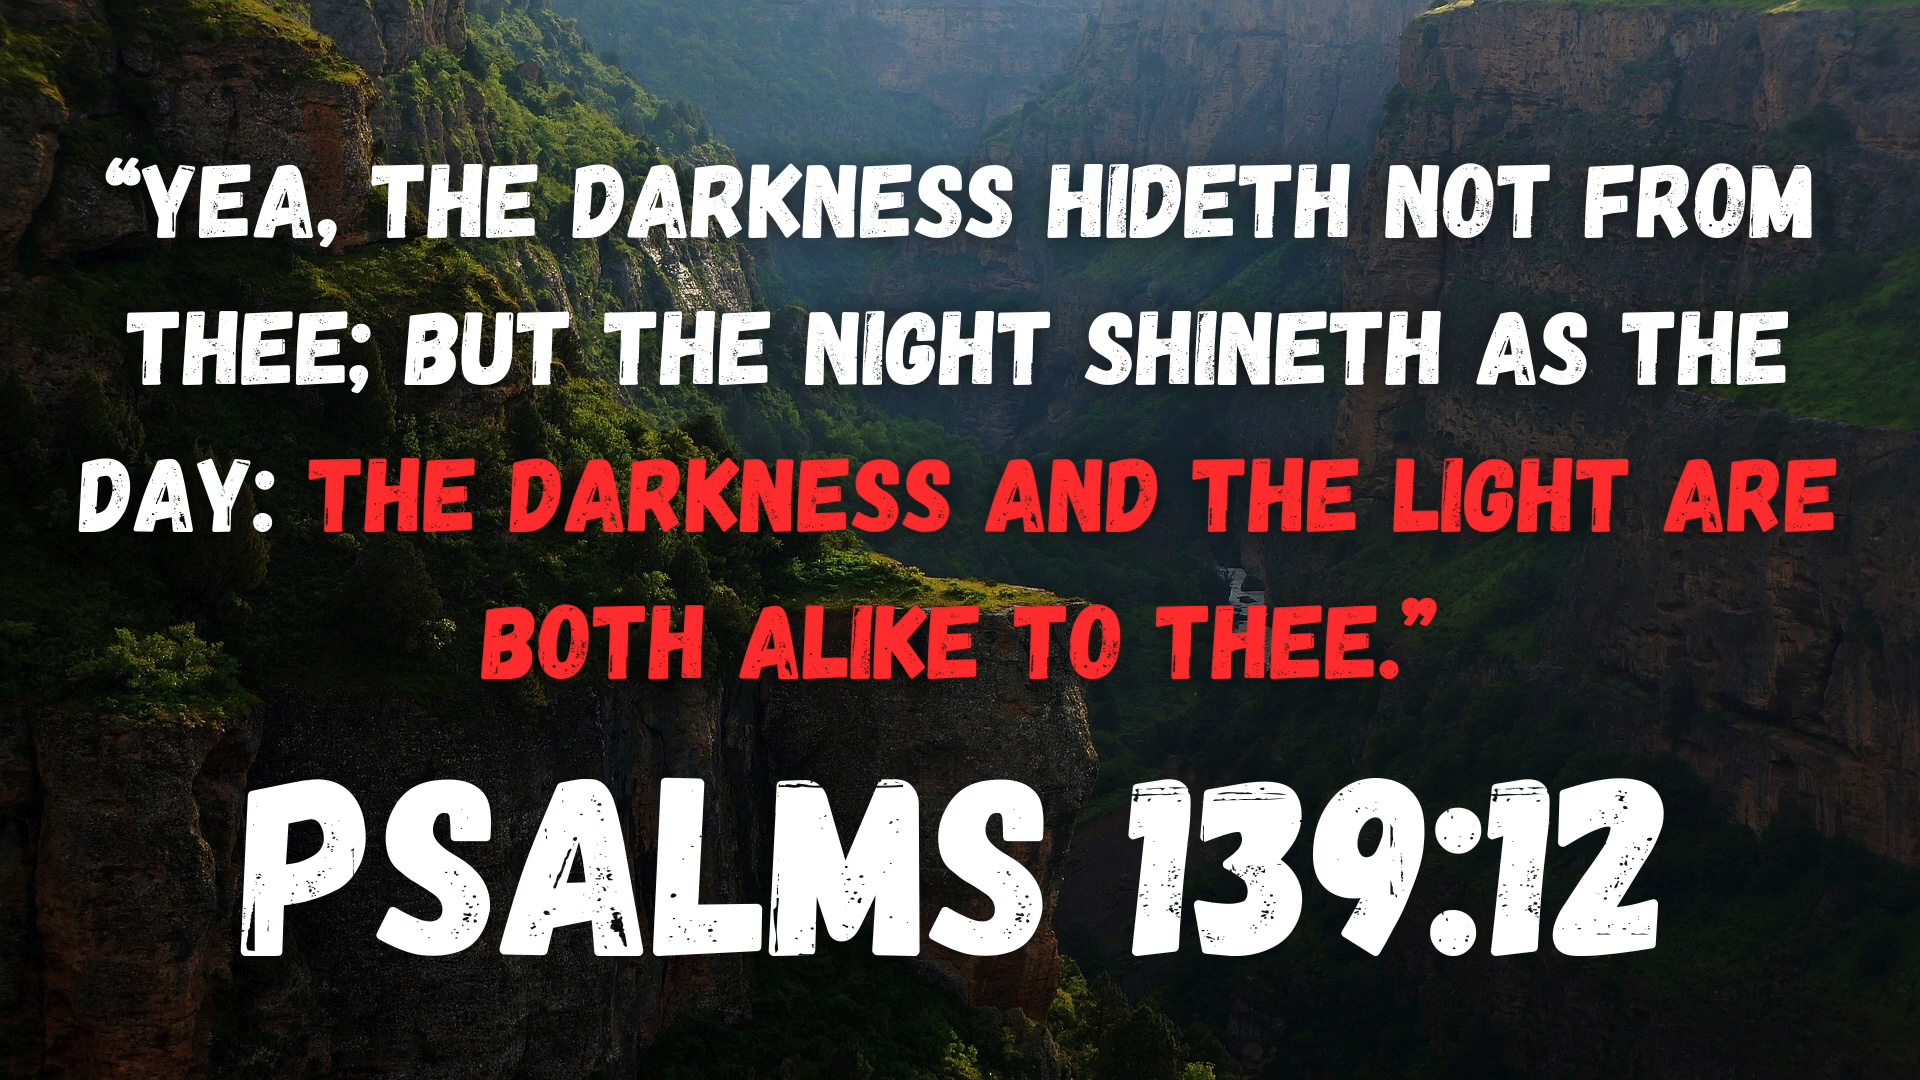 “YEA, THE DARKNESS HIDETH NOT FROM
THEE; BUT THE NIGHT SHINETH AS THE
DAY: THE DARKNESS AND THE LIGHT ARE
BOTH ALIKE TO THEE.”
PSALMS 139:12